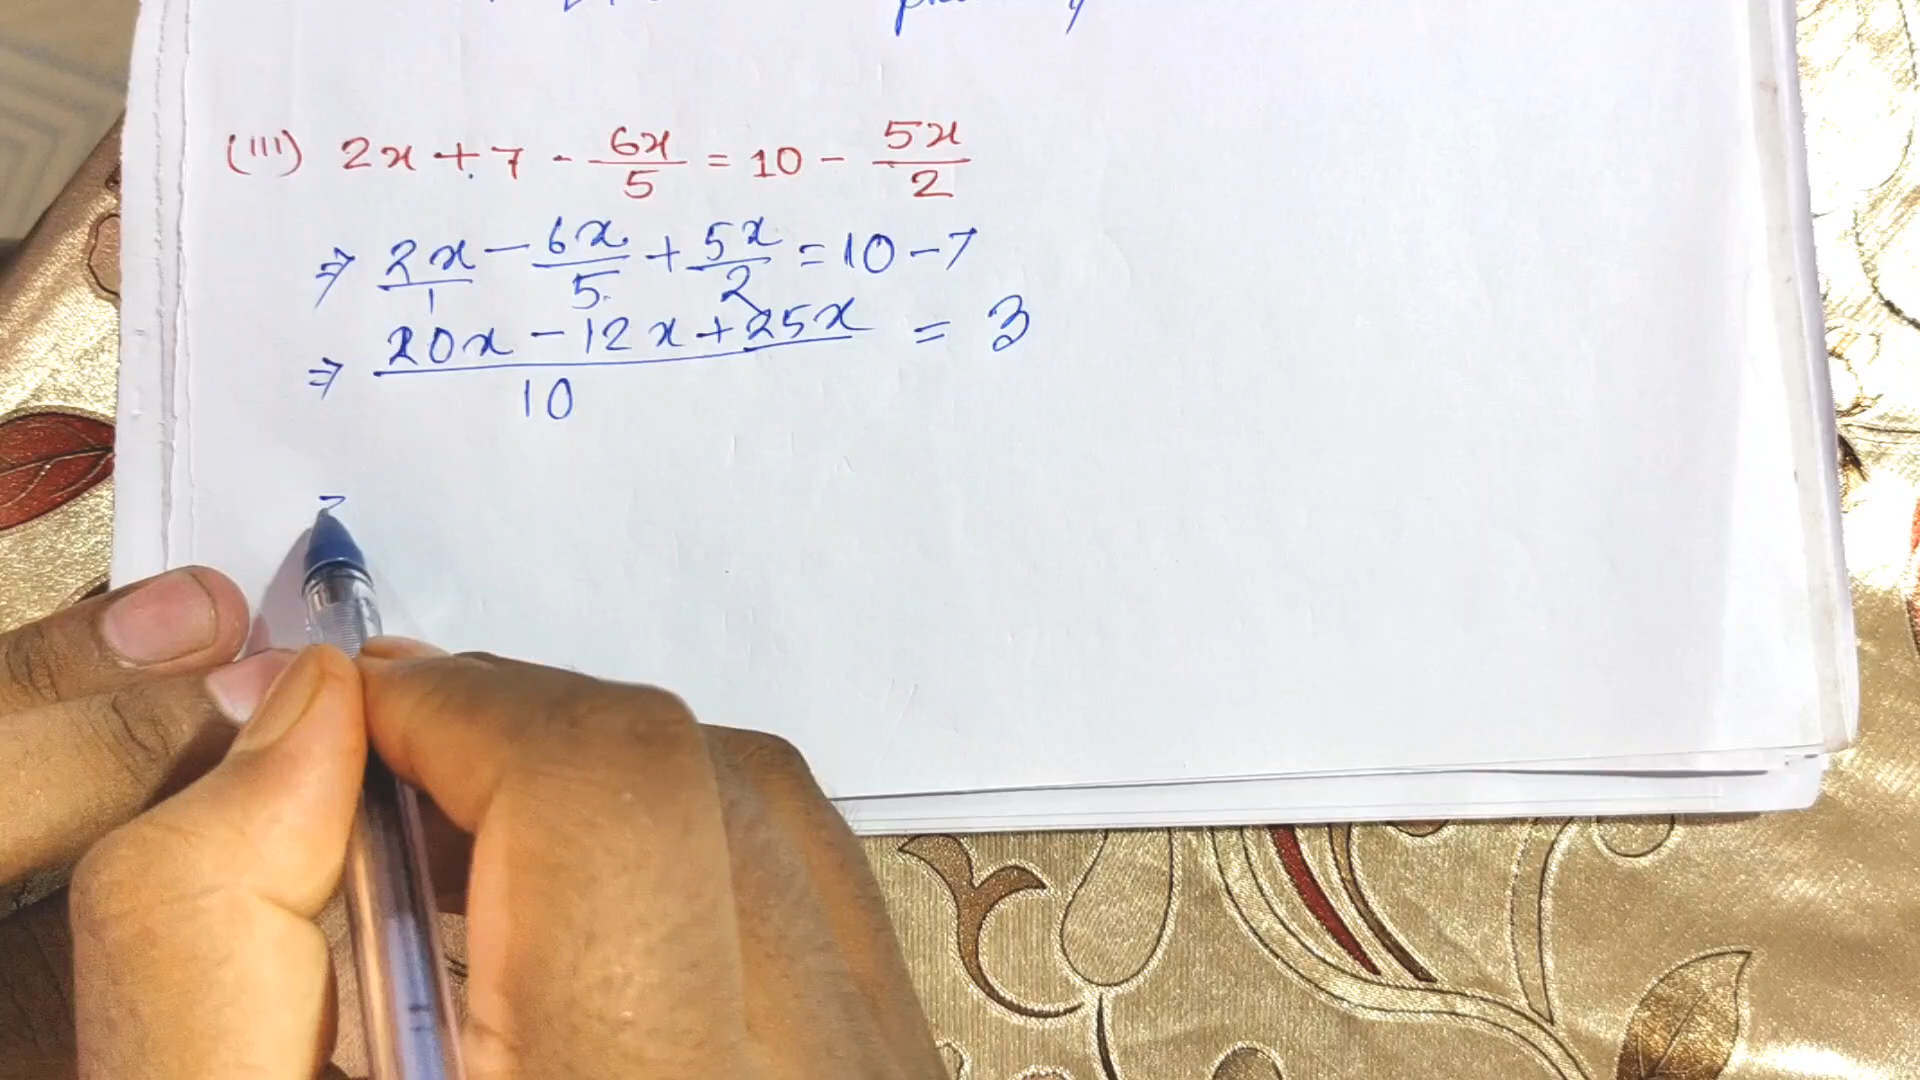 (III) 2x + 7 - 6x/5 = 10 - 5x/2
⇒ 2x/1 - 6x/5 + 5x/2 = 10 - 7
⇒ 20x - 12x + 25x / 10 = 3